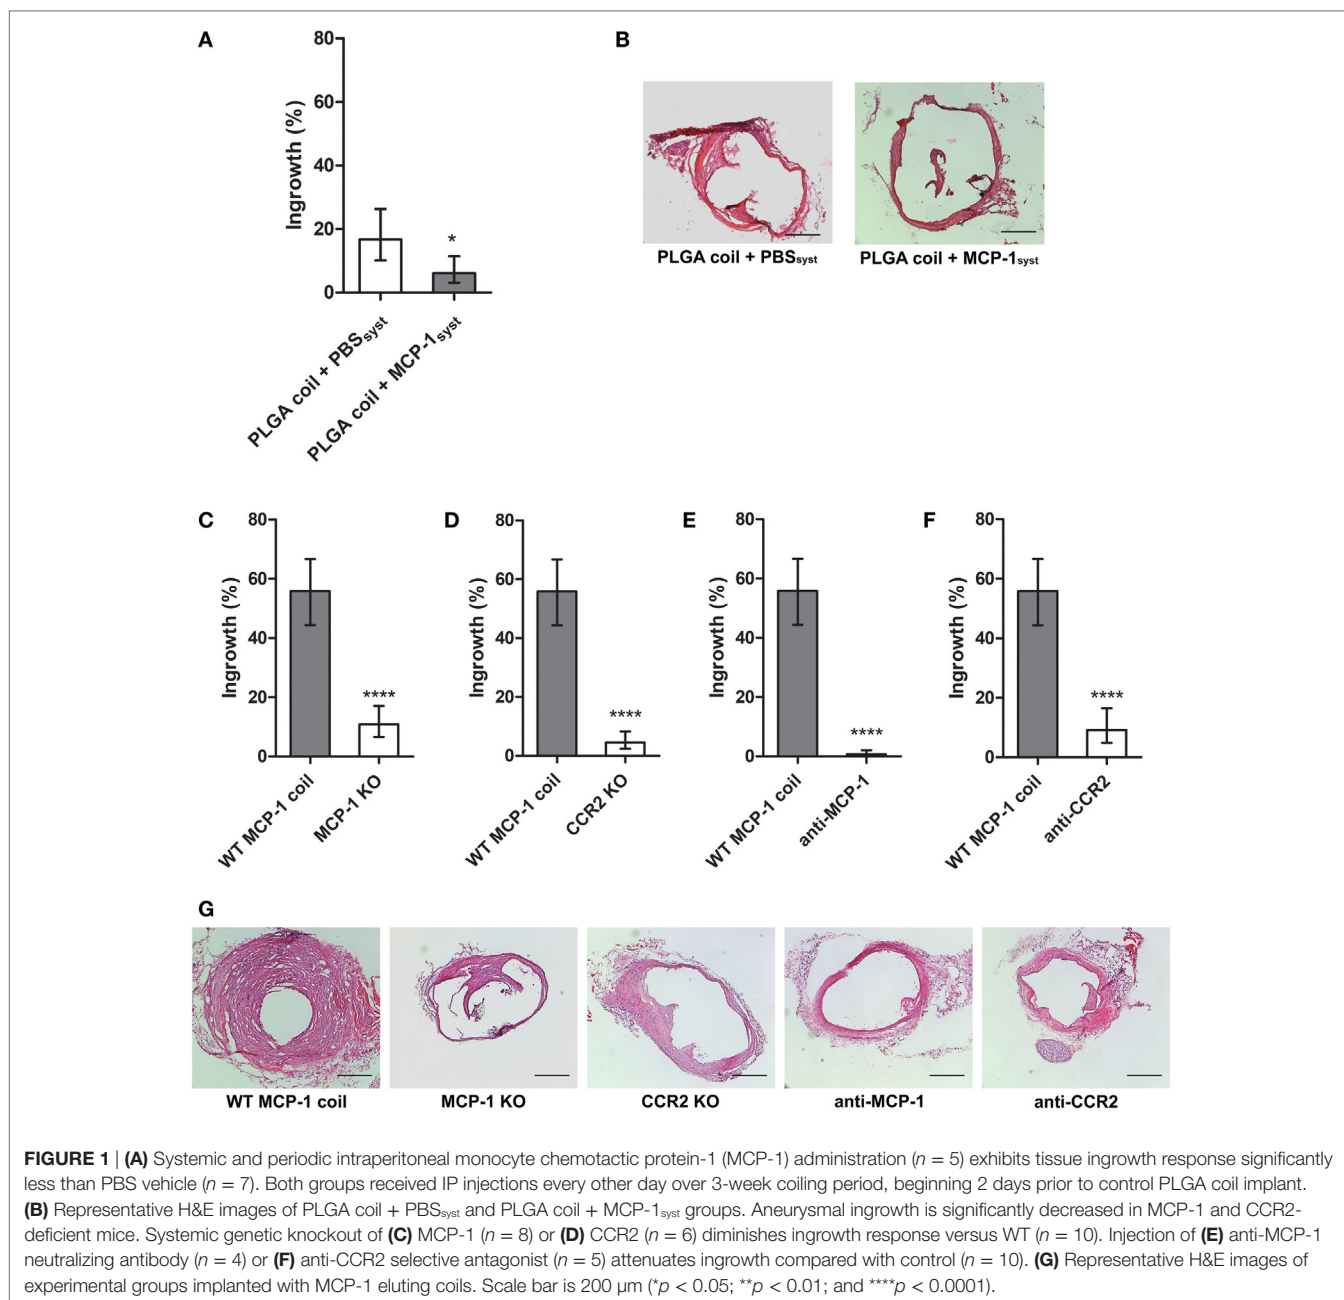 A
80
60
40
20
0
Ingrowth (%)
*
PLGA coil + PBSsyst
PLGA coil + MCP-1syst
B
PLGA coil + PBSsyst
PLGA coil + MCP-1syst
C
80
60
40
20
0
Ingrowth (%)
****
WT MCP-1 coil
MCP-1 KO
D
80
60
40
20
0
Ingrowth (%)
****
WT MCP-1 coil
CCR2 KO
E
80
60
40
20
0
Ingrowth (%)
****
WT MCP-1 coil
anti-MCP-1
F
80
60
40
20
0
Ingrowth (%)
****
WT MCP-1 coil
anti-CCR2
G
WT MCP-1 coil
MCP-1 KO
CCR2 KO
anti-MCP-1
anti-CCR2
FIGURE 1 | (A) Systemic and periodic intraperitoneal monocyte chemotactic protein-1 (MCP-1) administration (n = 5) exhibits tissue ingrowth response significantly
less than PBS vehicle (n = 7). Both groups received IP injections every other day over 3-week coiling period, beginning 2 days prior to control PLGA coil implant.
(B) Representative H&E images of PLGA coil + PBSsyst and PLGA coil + MCP-1syst groups. Aneurysmal ingrowth is significantly decreased in MCP-1 and CCR2-
deficient mice. Systemic genetic knockout of (C) MCP-1 (n = 8) or (D) CCR2 (n = 6) diminishes ingrowth response versus WT (n = 10). Injection of (E) anti-MCP-1
neutralizing antibody (n = 4) or (F) anti-CCR2 selective antagonist (n = 5) attenuates ingrowth compared with control (n = 10). (G) Representative H&E images of
experimental groups implanted with MCP-1 eluting coils. Scale bar is 200 µm (*p < 0.05; **p < 0.01; and ****p < 0.0001).